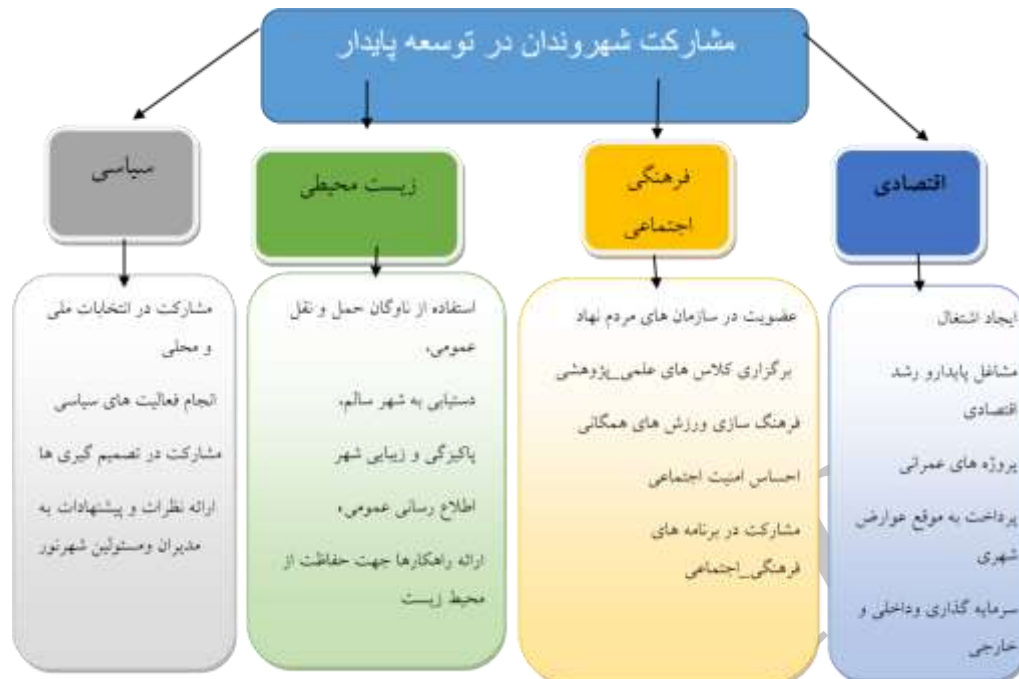 مشارکت شهروندان در توسعه پایدار
اقتصادی
ایجاد اشتغال
مشاغل پایدارو رشد
اقتصادی
پروژه های عمرانی
پرداخت به موقع عوارض
شهری
سرمایه گذاری وداخلی و
خارجی
فرهنگی
اجتماعی
عضویت در سازمان های مردم نهاد
برگزاری کلاس های علمی_پژوهشی
فرهنگ سازی ورزش های همگانی
احساس امنیت اجتماعی
مشارکت در برنامه های
فرهنگی_اجتماعی
زیست محیطی
استفاده از ناوگان حمل و نقل
عمومی،
دستیابی به شهر سالم،
پاکیزگی و زیبایی شهر
اطلاع رسانی عمومی،
ارائه راهکارها جهت حفاظت از
محیط زیست
سیاسی
مشارکت در انتخابات ملی
و محلی
انجام فعالیت های سیاسی
مشارکت در تصمیم گیری ها
ارائه نظرات و پیشنهادات به
مدیران ومسئولین شهرنور